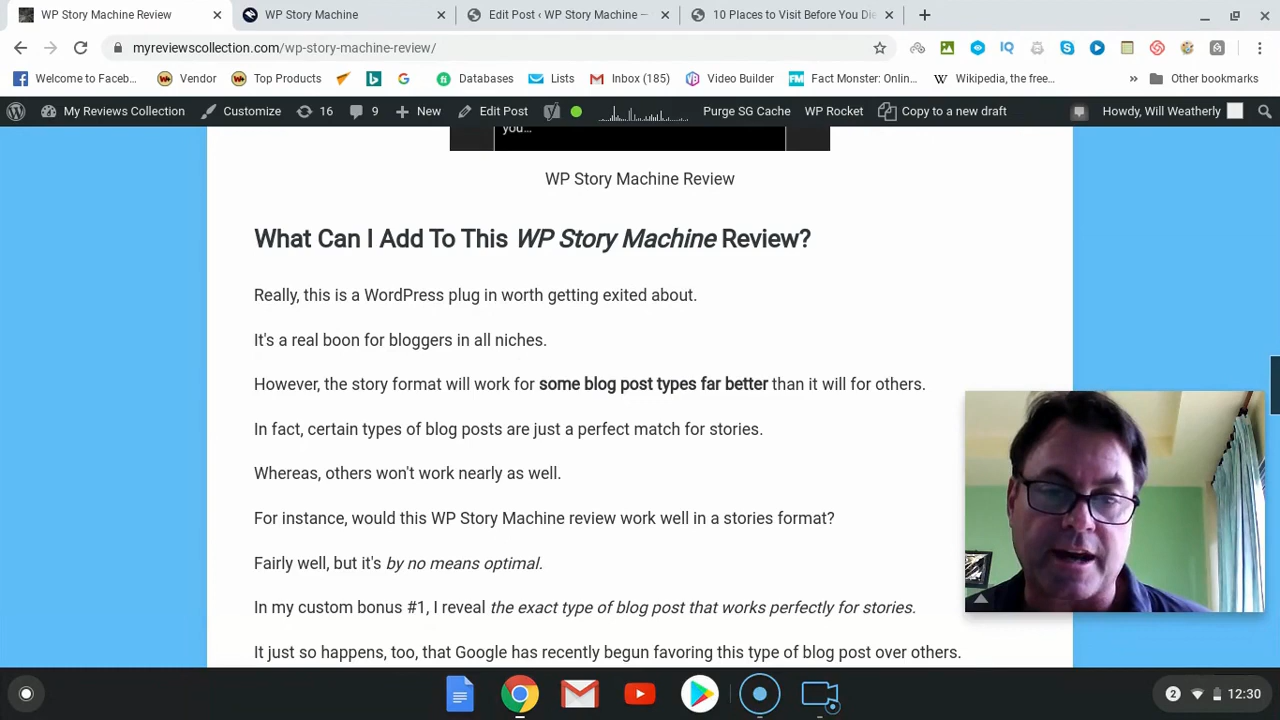 WP Story Machine Review
WP Story Machine
Edit Post ‹ WP Story Machine —
10 Places to Visit Before You Die
myreviewscollection.com/wp-story-machine-review/
Welcome to Faceb...
Vendor
Top Products
Databases
Lists
Inbox (185)
Video Builder
Fact Monster: Onlin...
Wikipedia, the free...
Other bookmarks
My Reviews Collection
Customize
16
9
New
Edit Post
Purge SG Cache
WP Rocket
Copy to a new draft
Howdy, Will Weatherly
you...
WP Story Machine Review
What Can I Add To This WP Story Machine Review?
Really, this is a WordPress plug in worth getting exited about.
It's a real boon for bloggers in all niches.
However, the story format will work for some blog post types far better than it will for others.
In fact, certain types of blog posts are just a perfect match for stories.
Whereas, others won't work nearly as well.
For instance, would this WP Story Machine review work well in a stories format?
Fairly well, but it's by no means optimal.
In my custom bonus #1, I reveal the exact type of blog post that works perfectly for stories.
It just so happens, too, that Google has recently begun favoring this type of blog post over others.
2
12:30